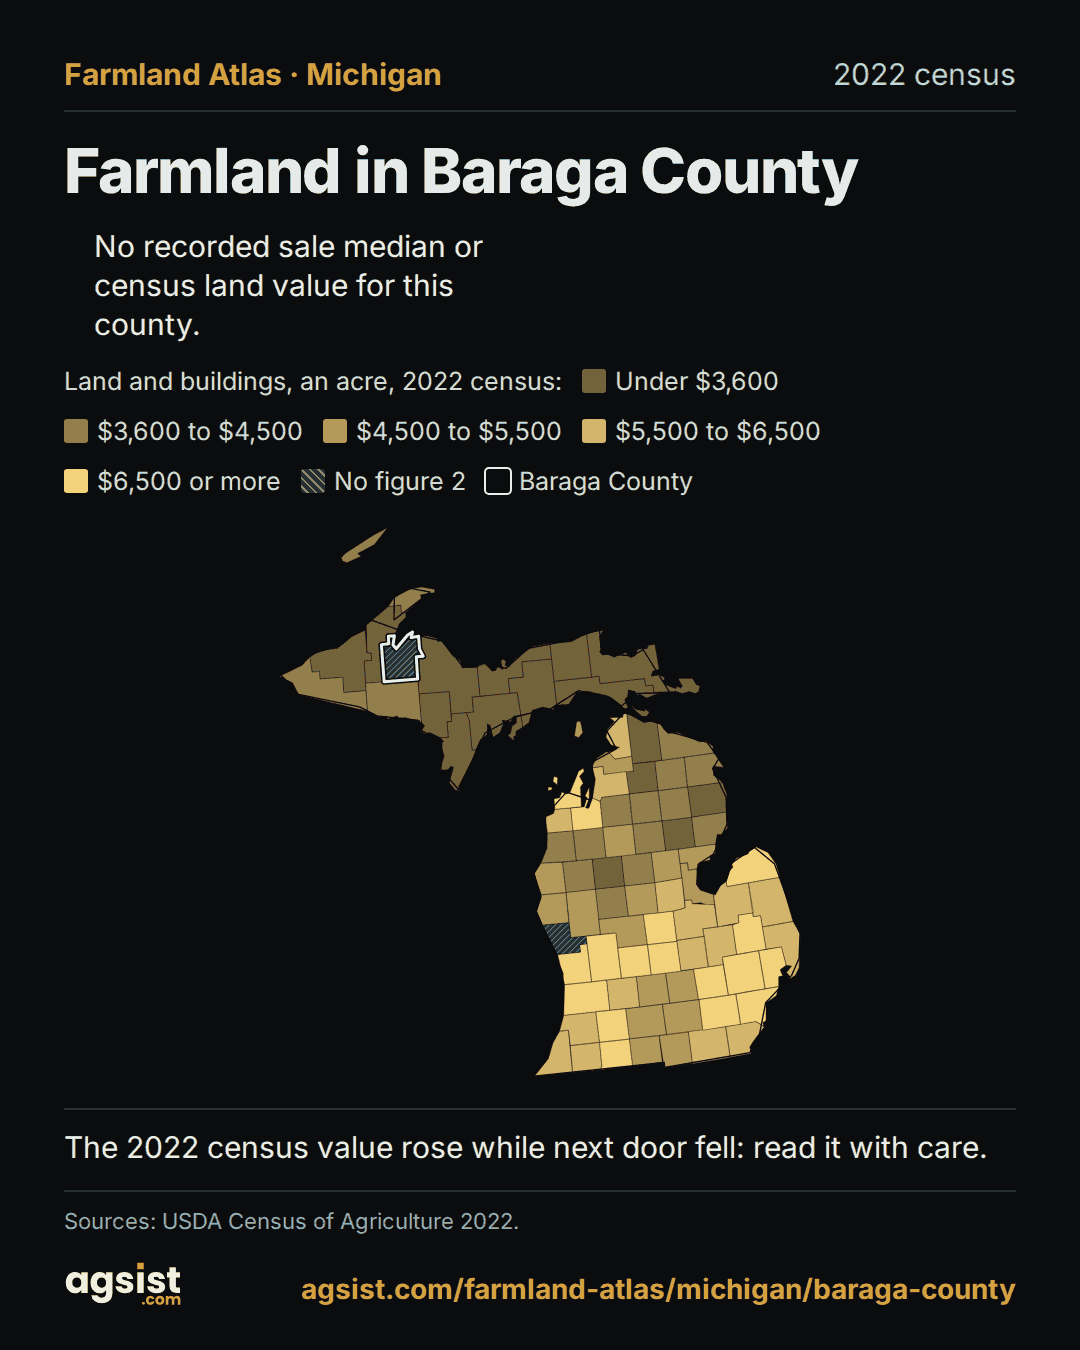 Farmland Atlas · Michigan
2022 census
Farmland in Baraga County
No recorded sale median or
census land value for this
county.
Land and buildings, an acre, 2022 census: Under $3,600
$3,600 to $4,500 $4,500 to $5,500 $5,500 to $6,500
$6,500 or more No figure 2 Baraga County
The 2022 census value rose while next door fell: read it with care.
Sources: USDA Census of Agriculture 2022.
agsist
.com
agsist.com/farmland-atlas/michigan/baraga-county